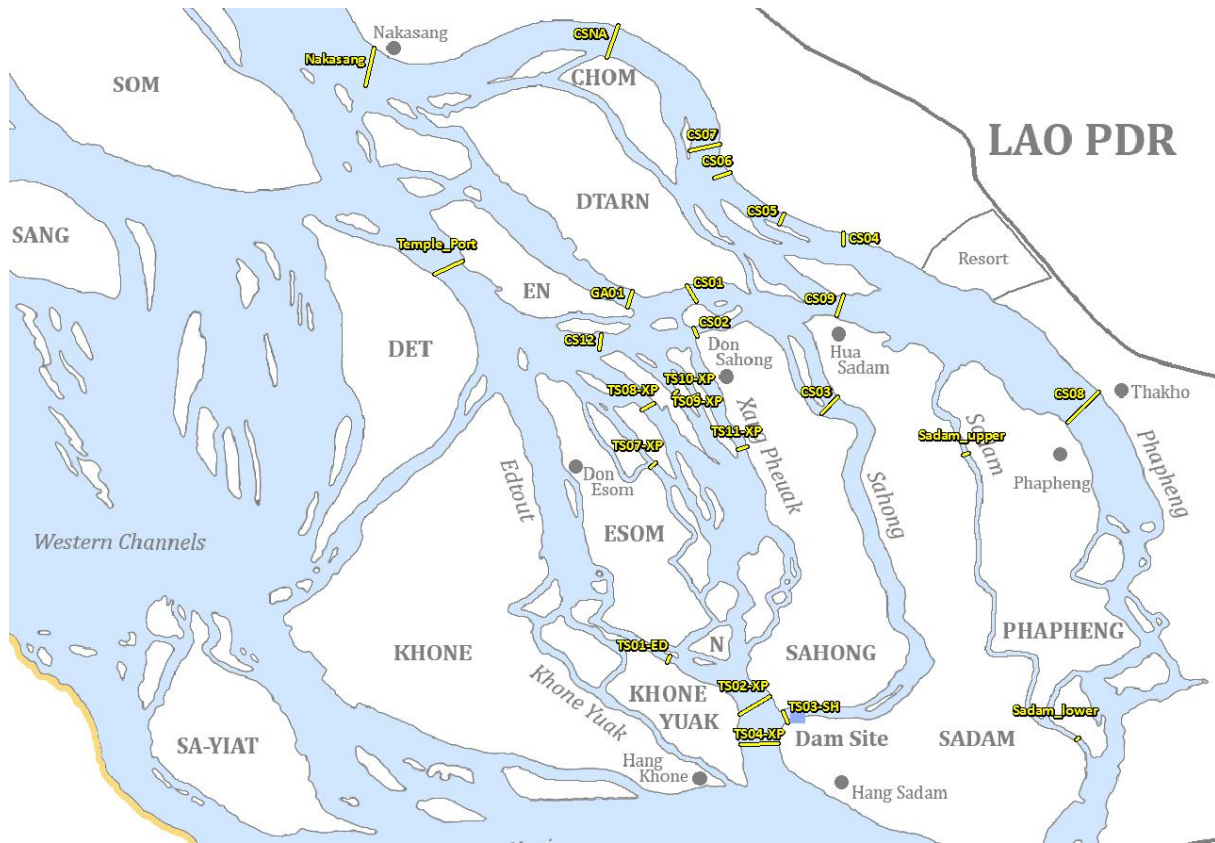 Nakasang
CSNA
Nakasang
CHOM
SOM
CS07
LAO PDR
CS06
DTARN
CS05
SANG
Temple_Port
CS04
Resort
EN
GA01
CS01
CS09
CS12
CS02
Don
Sahong
Hua
Sadam
DET
TS10-XP
TS08-XP
TS09-XP
CS03
CS08
Thakho
Xang Pheuak
TS11-XP
Sadam_upper
Sadam
TS07-XP
Don
Esom
Edtout
Phapheng
Phapheng
Sahong
ESOM
Western Channels
PHAPHENG
TS01-ED
N
KHONE
SAHONG
Khone Yuak
KHONE
YUAK
TS02-XP
TS03-SH
Sadam_lower
SA-YIAT
TS04-XP
Dam Site
SADAM
Hang
Khone
Hang Sadam